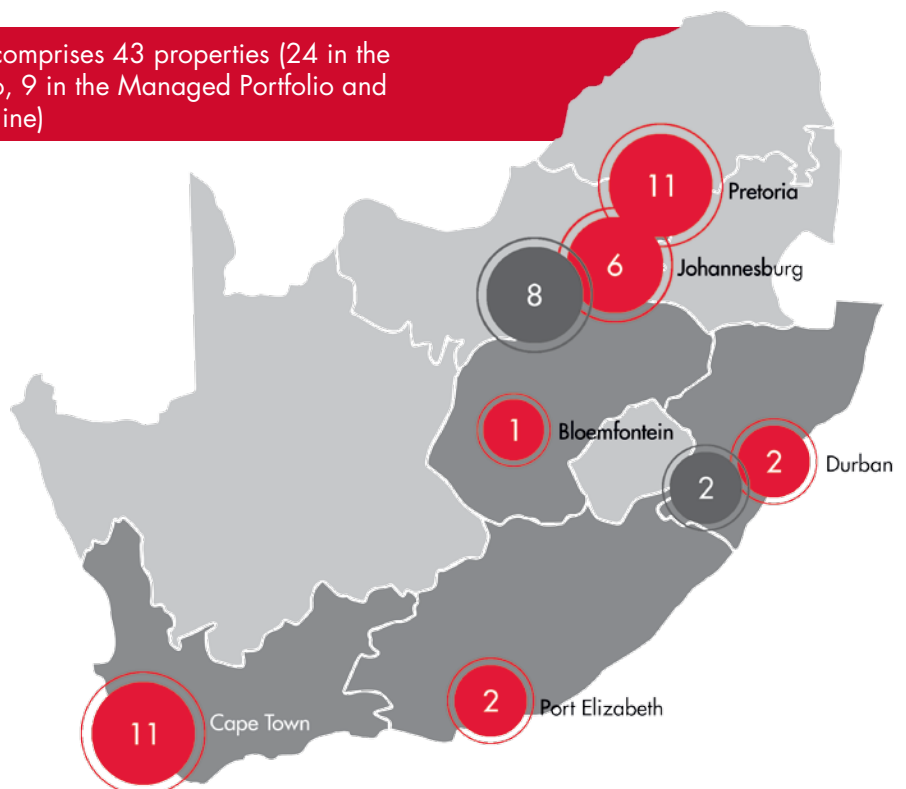 comprises 43 properties (24 in the
, 9 in the Managed Portfolio and
11
Pretoria
6
Johannesburg
8
1
Bloemfontein
2
Durban
2
2
Port Elizabeth
11
Cape Town